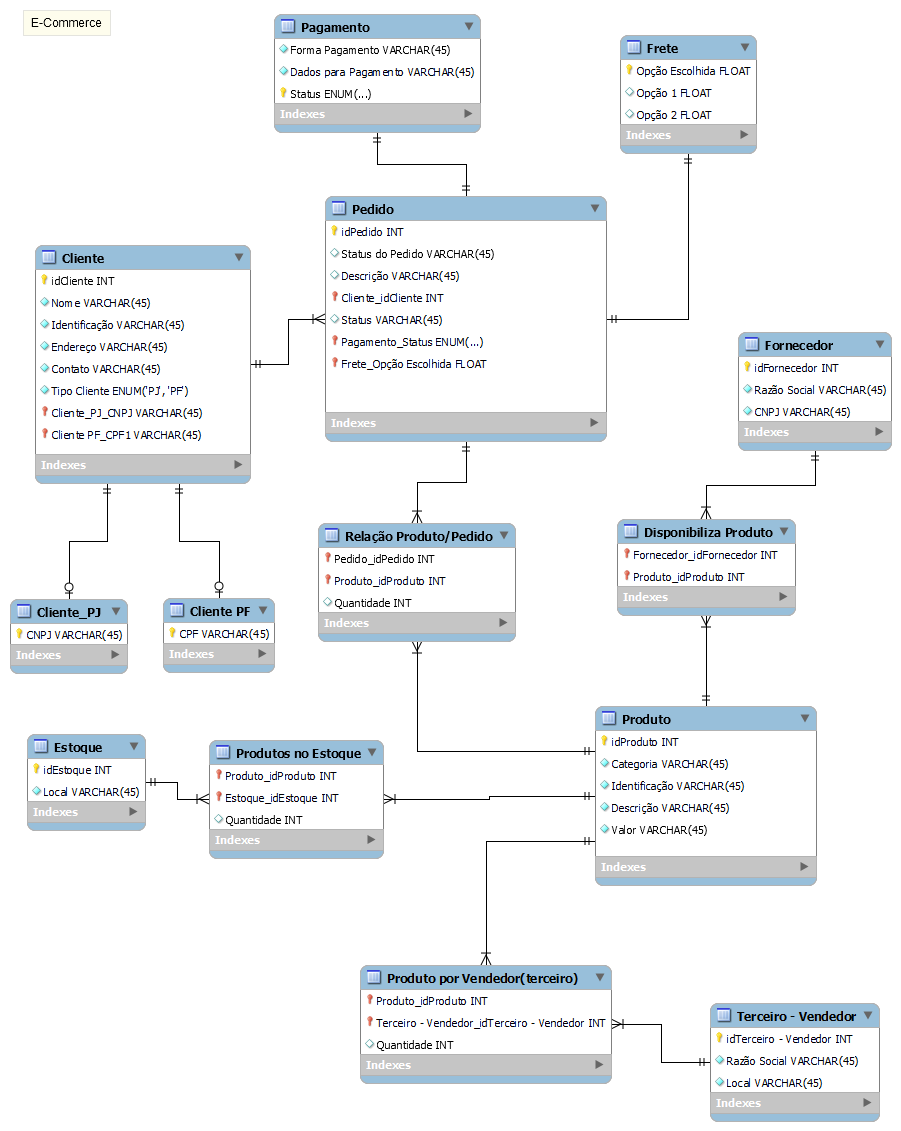 E-Commerce
Pagamento
Forma Pagamento VARCHAR(45)
Dados para Pagamento VARCHAR(45)
Status ENUM(...)
Indexes
Frete
Opção Escolhida FLOAT
Opção 1 FLOAT
Opção 2 FLOAT
Indexes
Pedido
idPedido INT
Status do Pedido VARCHAR(45)
Descrição VARCHAR(45)
Cliente_idCliente INT
Status VARCHAR(45)
Pagamento_Status ENUM(...)
Frete_Opção Escolhida FLOAT
Indexes
Cliente
idCliente INT
Nome VARCHAR(45)
Identificação VARCHAR(45)
Endereço VARCHAR(45)
Contato VARCHAR(45)
Tipo Cliente ENUM('PJ', 'PF')
Cliente_PJ_CNPJ VARCHAR(45)
Cliente PF_CPF1 VARCHAR(45)
Indexes
Fornecedor
idFornecedor INT
Razão Social VARCHAR(45)
CNPJ VARCHAR(45)
Indexes
Relação Produto/Pedido
Pedido_idPedido INT
Produto_idProduto INT
Quantidade INT
Indexes
Disponibiliza Produto
Fornecedor_idFornecedor INT
Produto_idProduto INT
Indexes
Cliente_PJ
CNPJ VARCHAR(45)
Indexes
Cliente PF
CPF VARCHAR(45)
Indexes
Produto
idProduto INT
Categoria VARCHAR(45)
Identificação VARCHAR(45)
Descrição VARCHAR(45)
Valor VARCHAR(45)
Indexes
Estoque
idEstoque INT
Local VARCHAR(45)
Indexes
Produtos no Estoque
Produto_idProduto INT
Estoque_idEstoque INT
Quantidade INT
Indexes
Produto por Vendedor(terceiro)
Produto_idProduto INT
Terceiro - Vendedor_idTerceiro - Vendedor INT
Quantidade INT
Indexes
Terceiro - Vendedor
idTerceiro - Vendedor INT
Razão Social VARCHAR(45)
Local VARCHAR(45)
Indexes